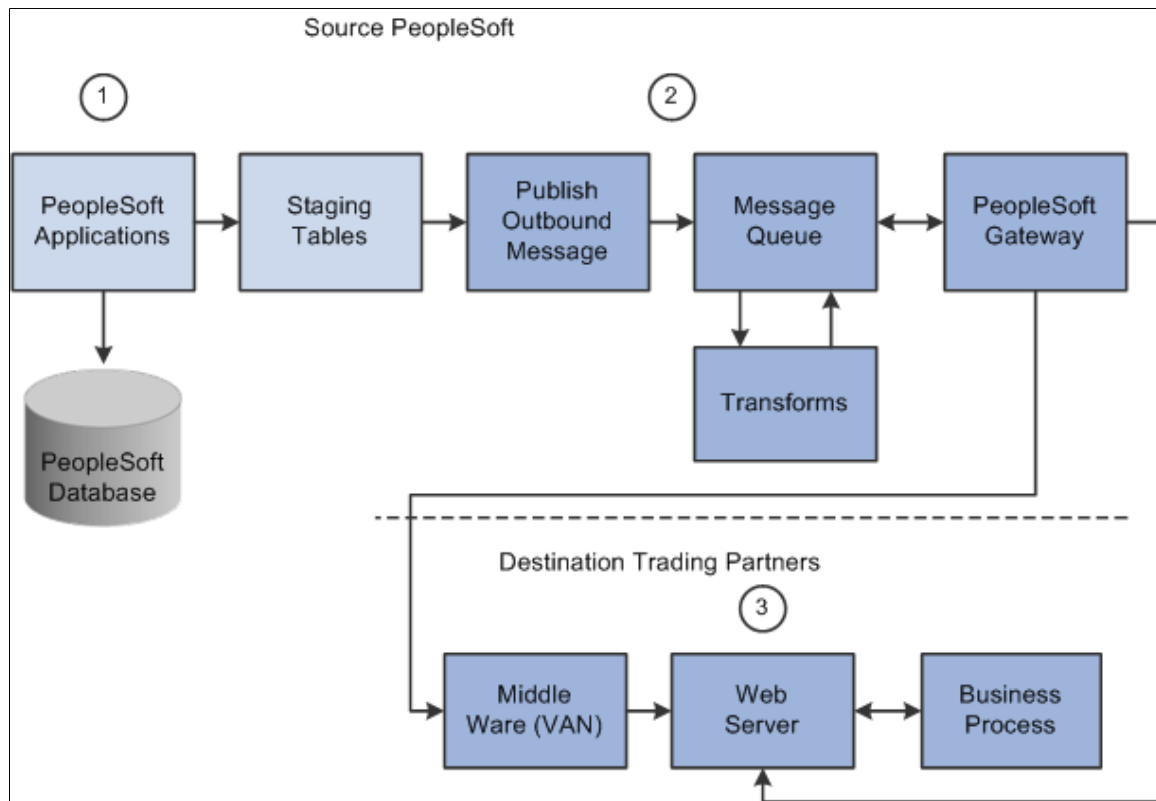 Source PeopleSoft
1
2
PeopleSoft
Applications
Staging
Tables
Publish
Outbound
Message
Message
Queue
PeopleSoft
Gateway
Transforms
PeopleSoft
Database
Destination Trading Partners
3
Middle
Ware (VAN)
Web
Server
Business
Process